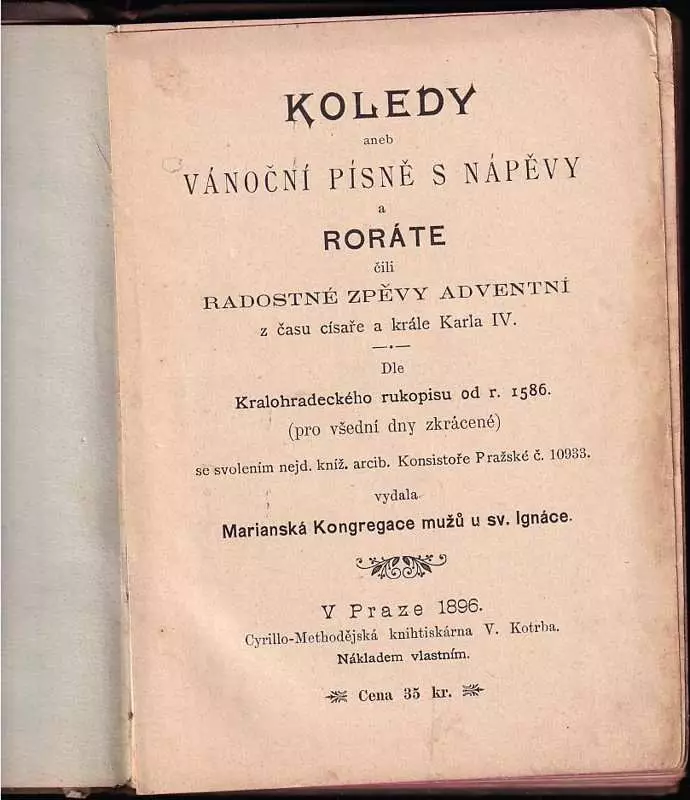 KOLEDY
aneb
VÁNOČNÍ PÍSNĚ S NÁPĚVY
a
RORÁTE
čili
RADOSTNÉ ZPĚVY ADVENTNÍ
z času císaře a krále Karla IV.
Dle
Kralohradeckého rukopisu od r. 1586.
(pro všední dny zkrácené)
se svolením nejd. kníž. arcib. Konsistoře Pražské č. 10933.
vydala
Marianská Kongregace mužů u sv. Ignáce.
V Praze 1896.
Cyrillo-Methodějská knihtiskárna V. Kotrba.
Nákladem vlastním.
Cena 35 kr.